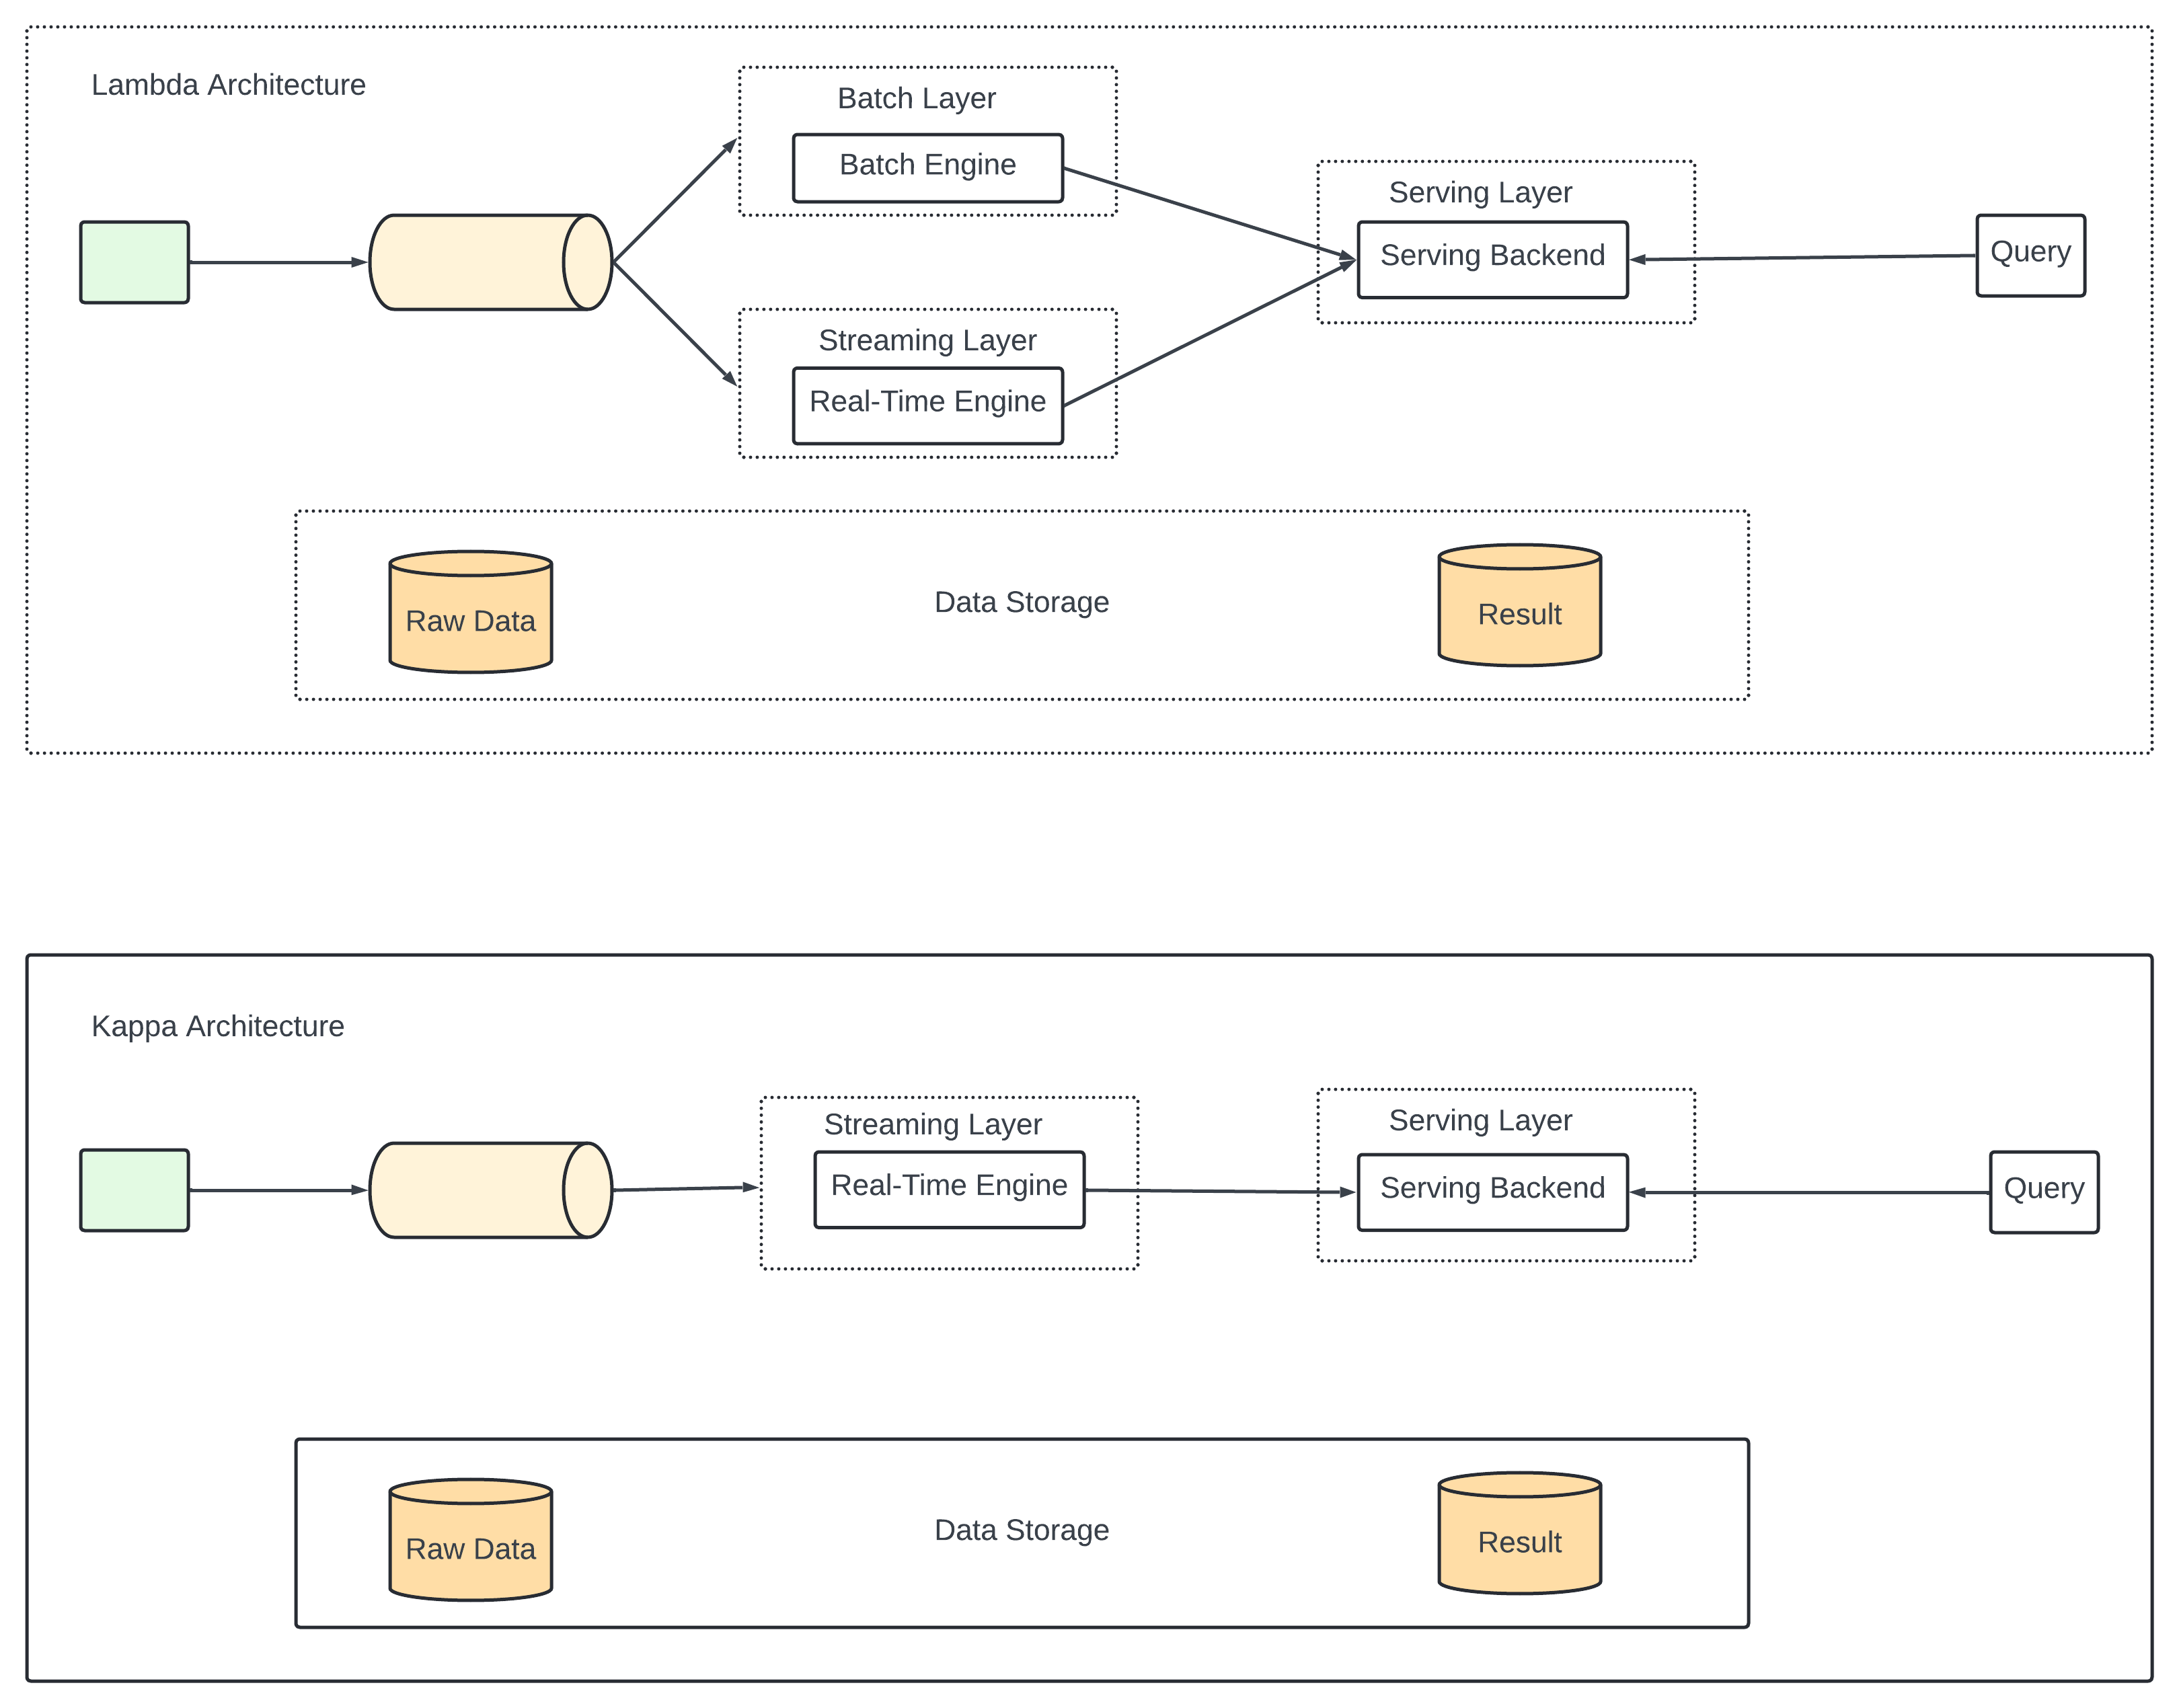 Lambda Architecture
Batch Layer
Batch Engine
Serving Layer
Serving Backend
Query
Streaming Layer
Real-Time Engine
Raw Data
Data Storage
Result
Kappa Architecture
Streaming Layer
Real-Time Engine
Serving Layer
Serving Backend
Query
Raw Data
Data Storage
Result